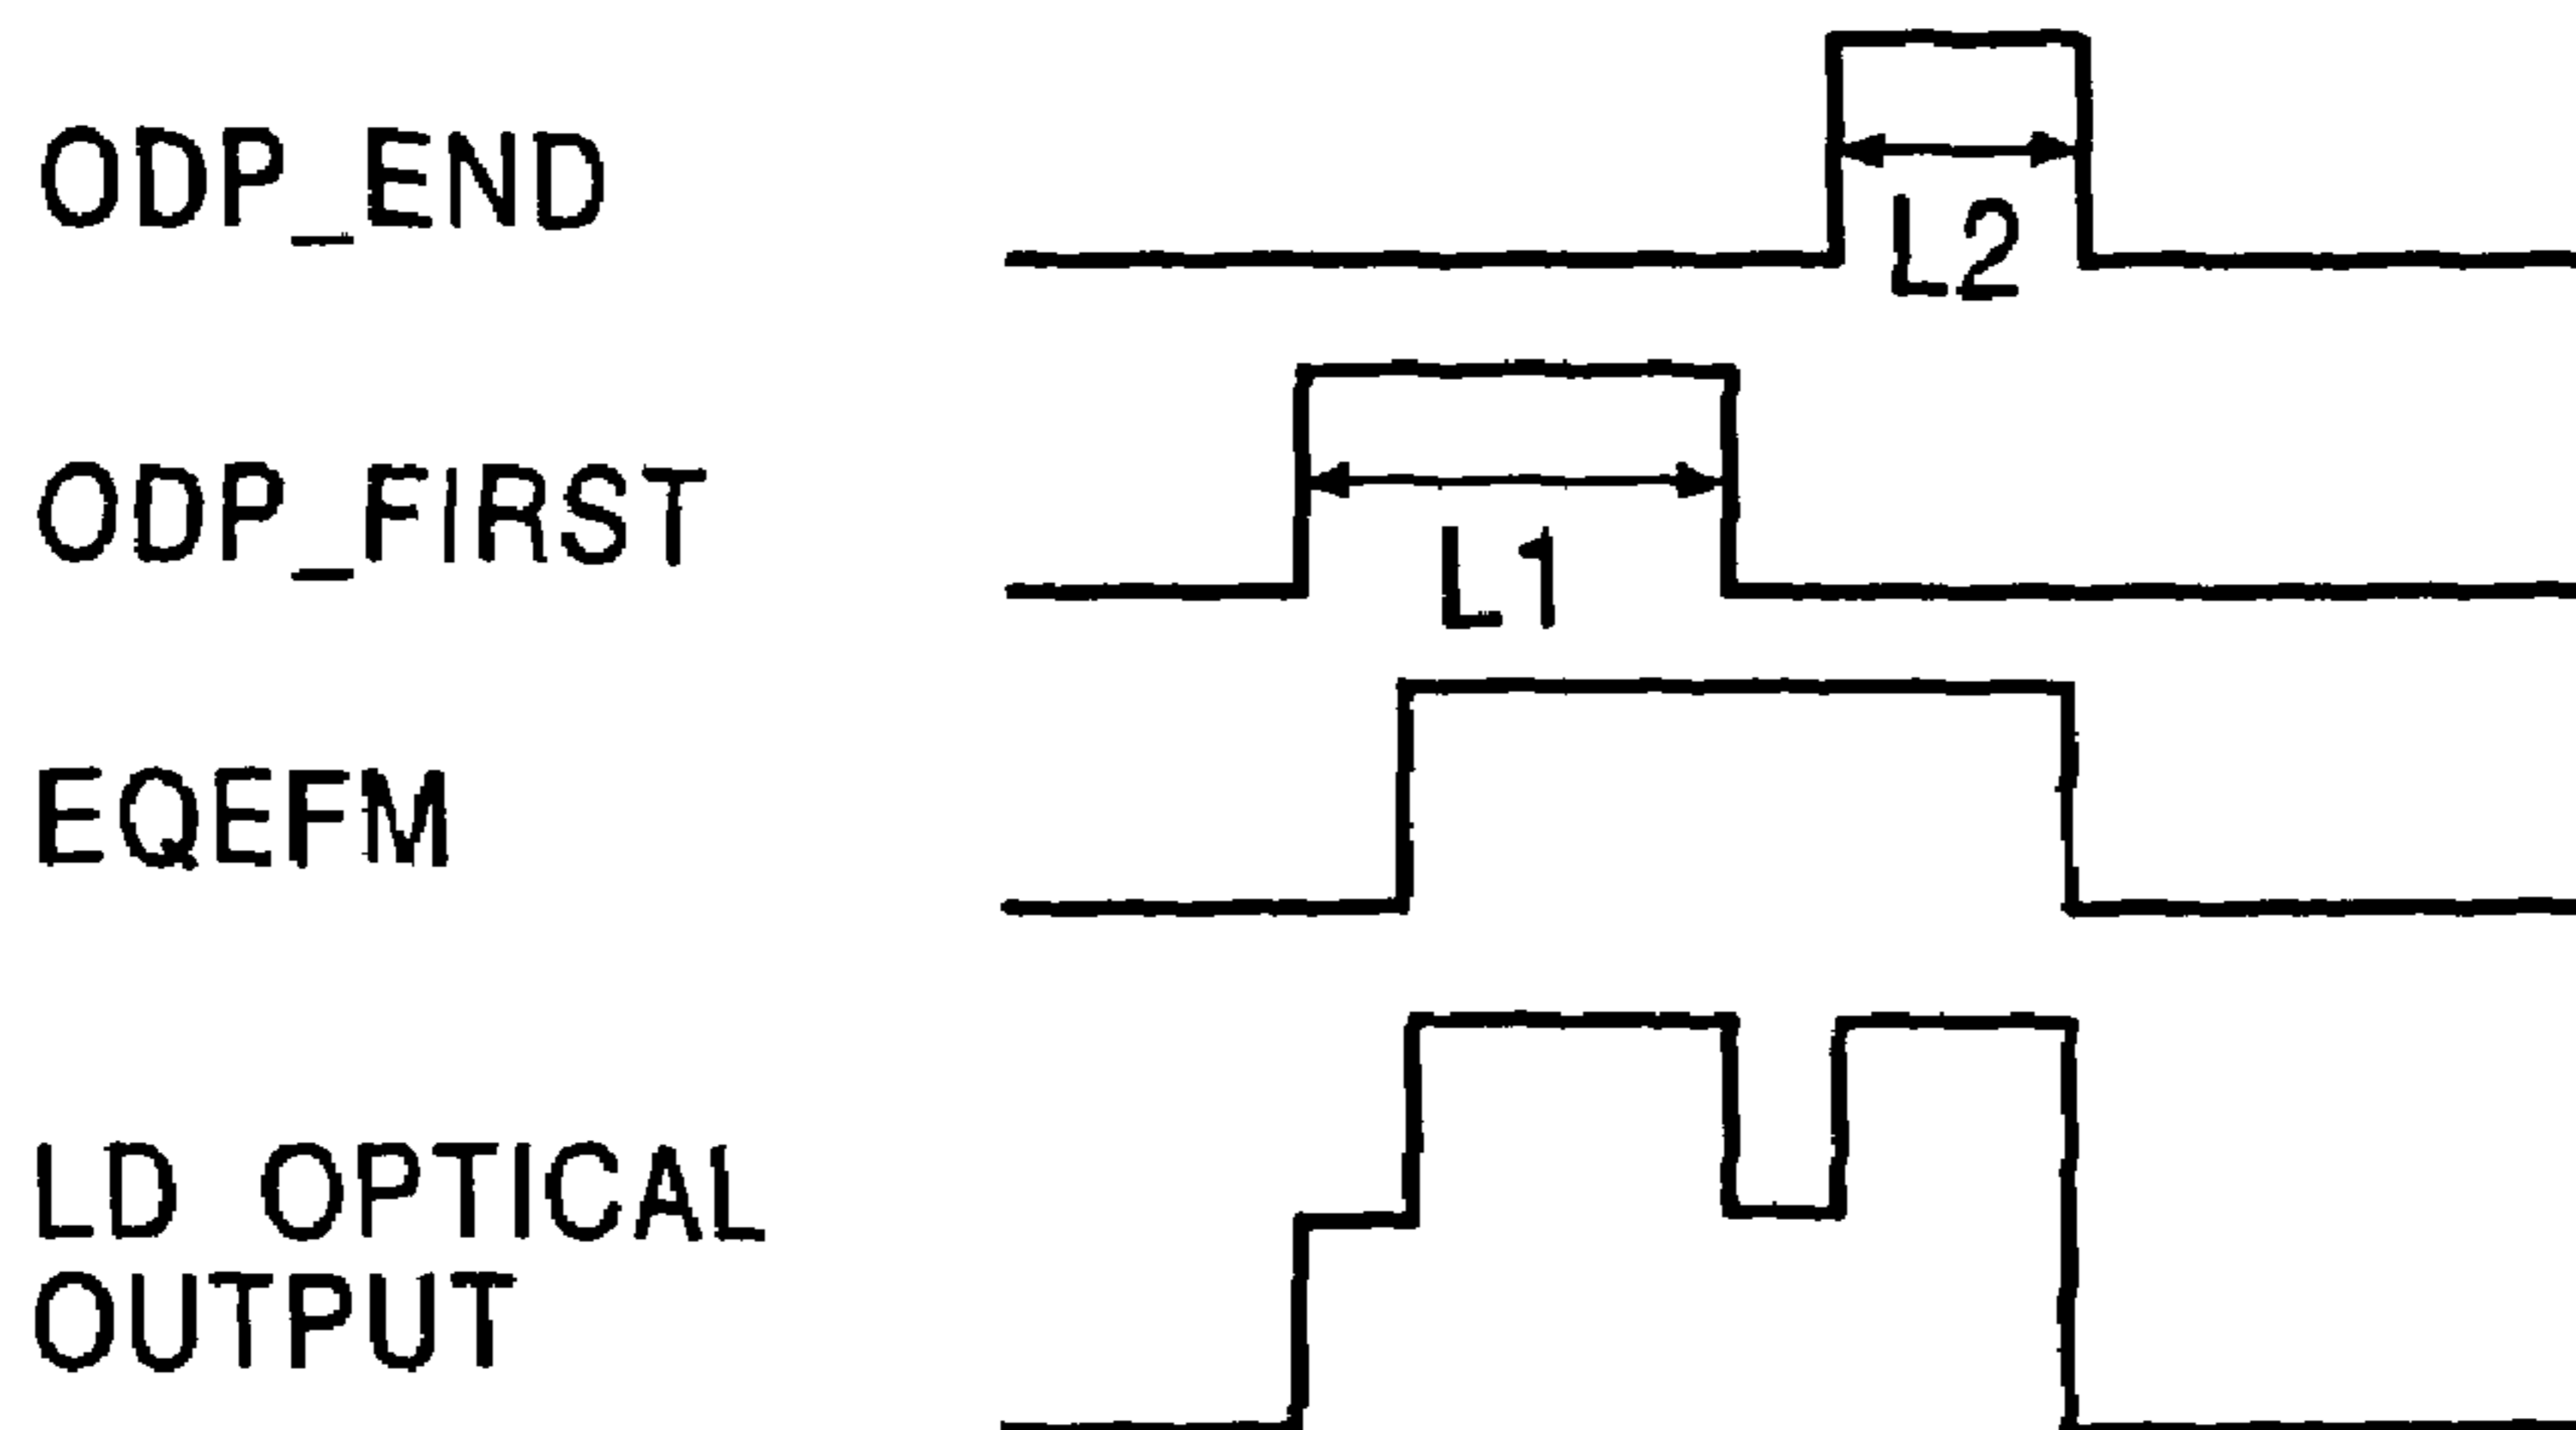 ODP_END
L2
ODP_FIRST
L1
EQEFM
LD OPTICAL
OUTPUT